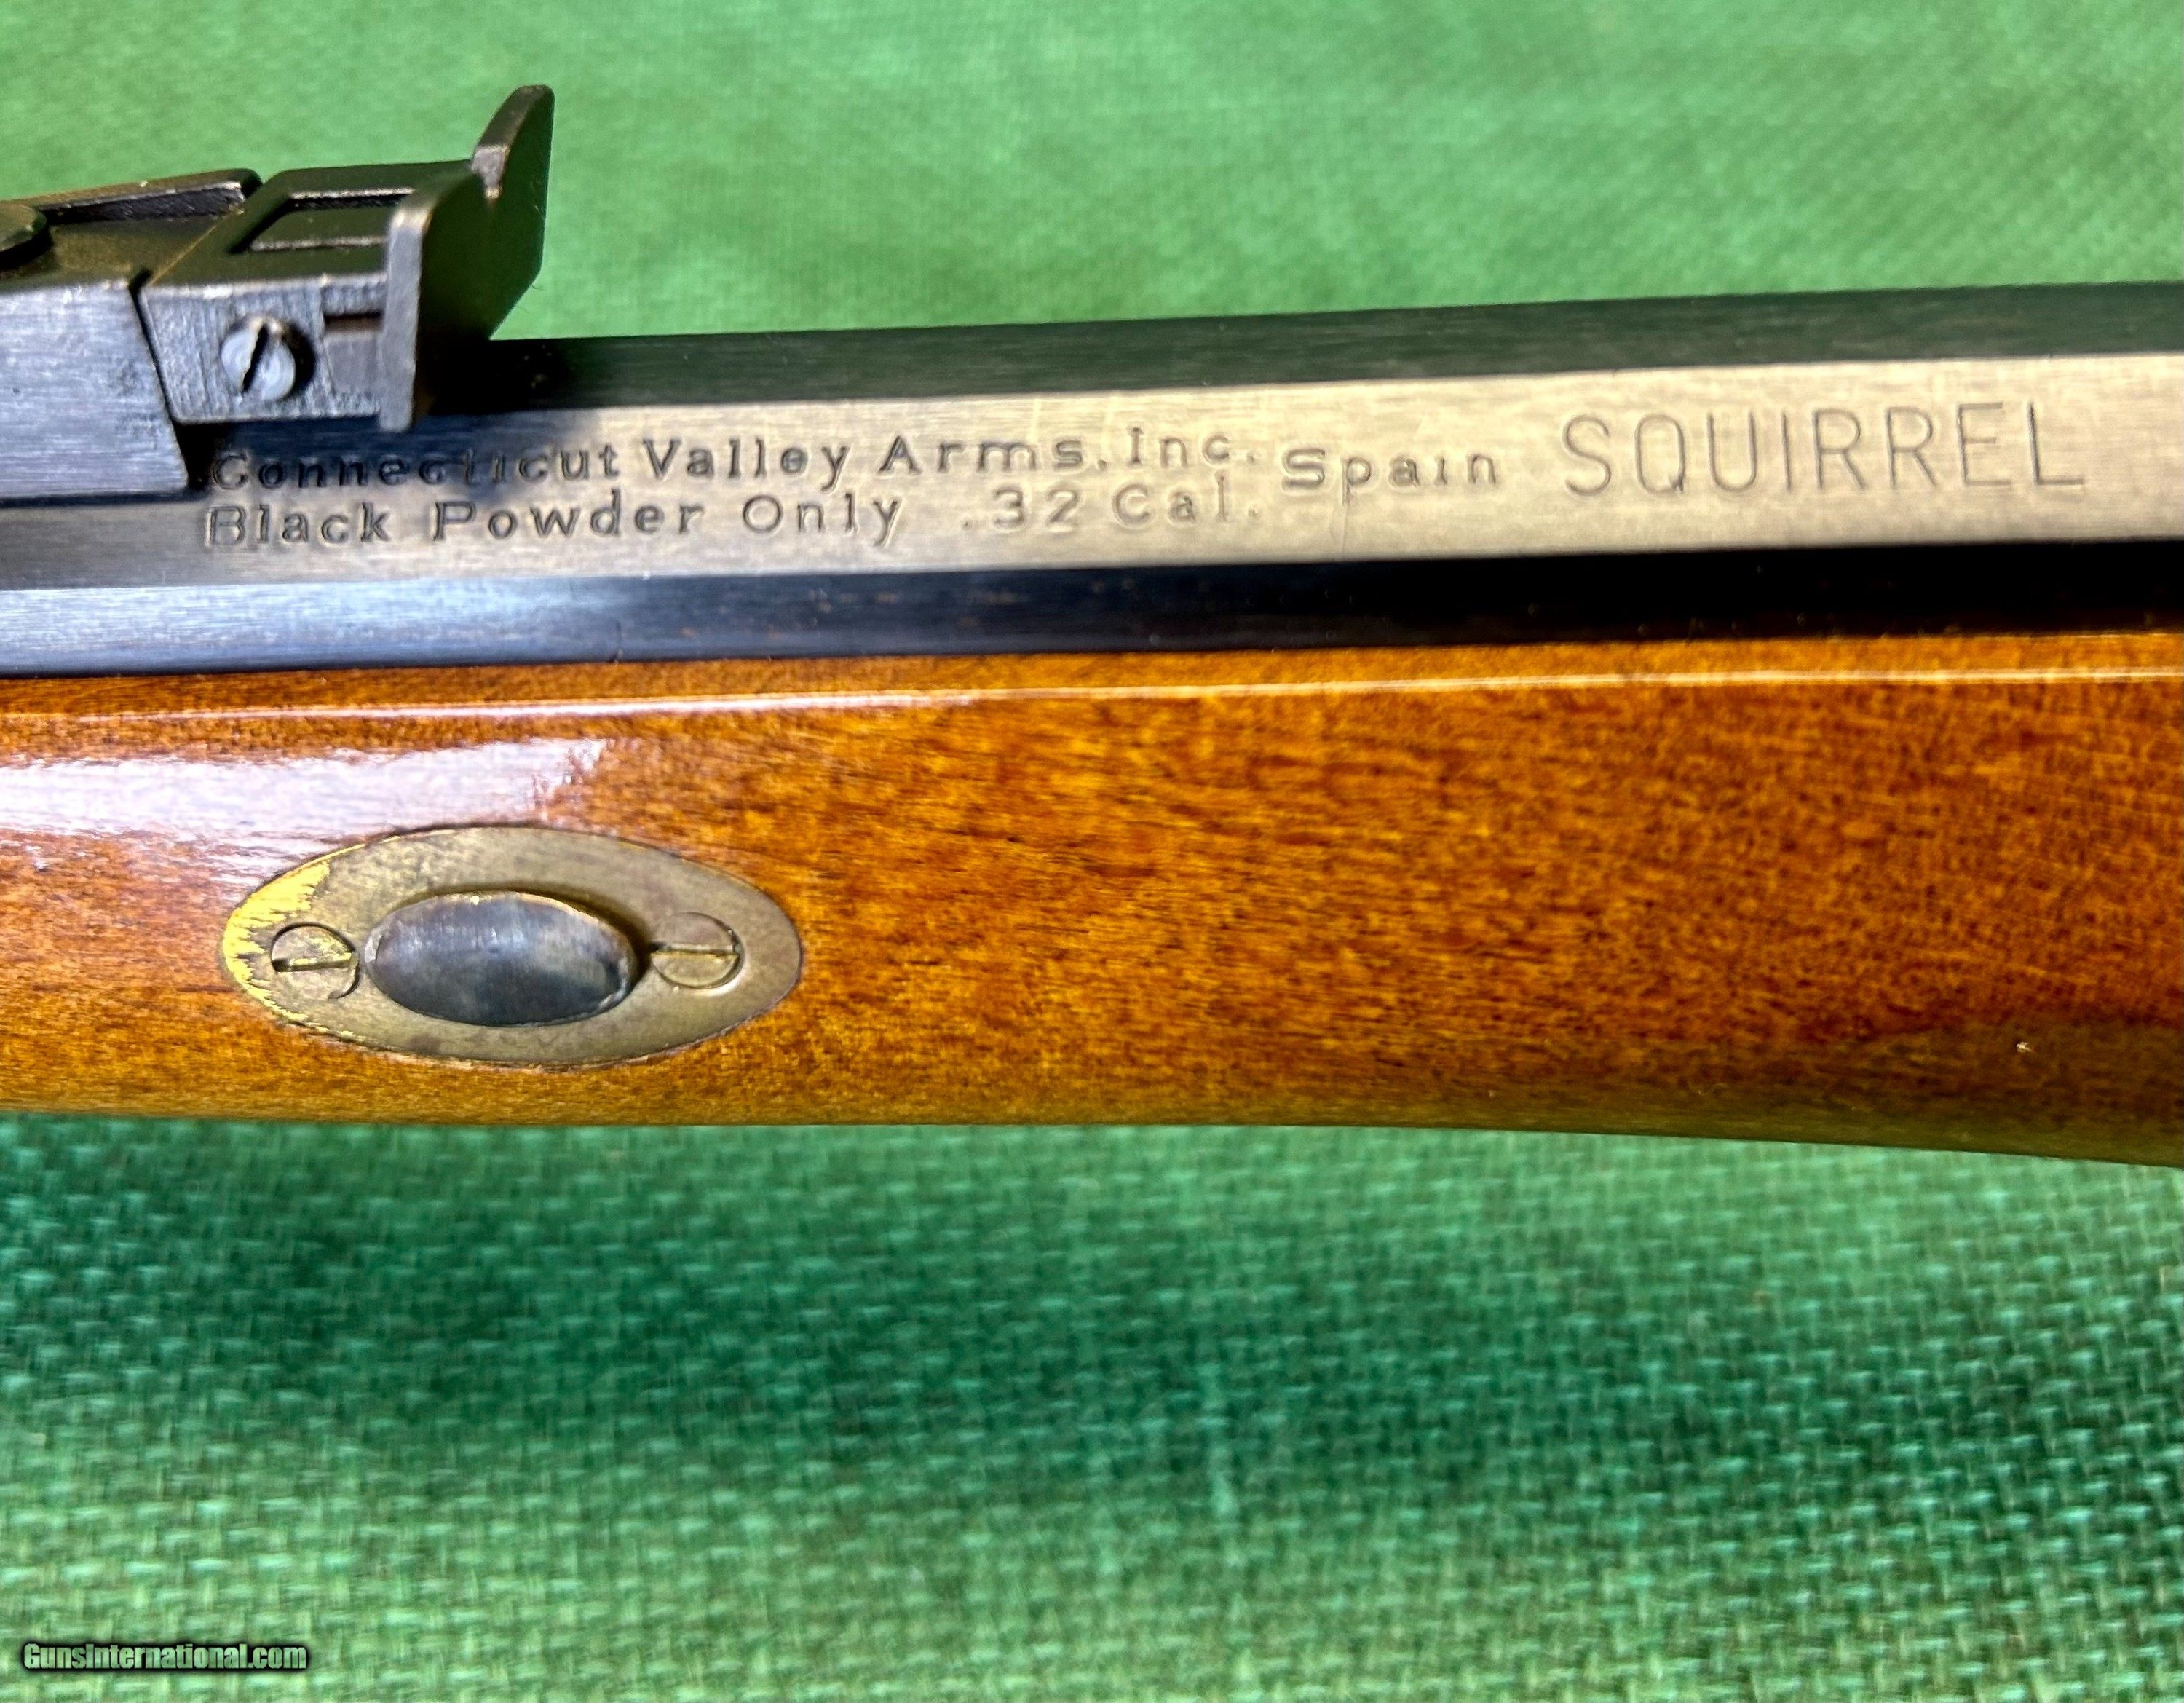 Connecticut Valley Arms, Inc. Spain SQUIRREL
Black Powder Only .32 Cal.
GunsInternational.com